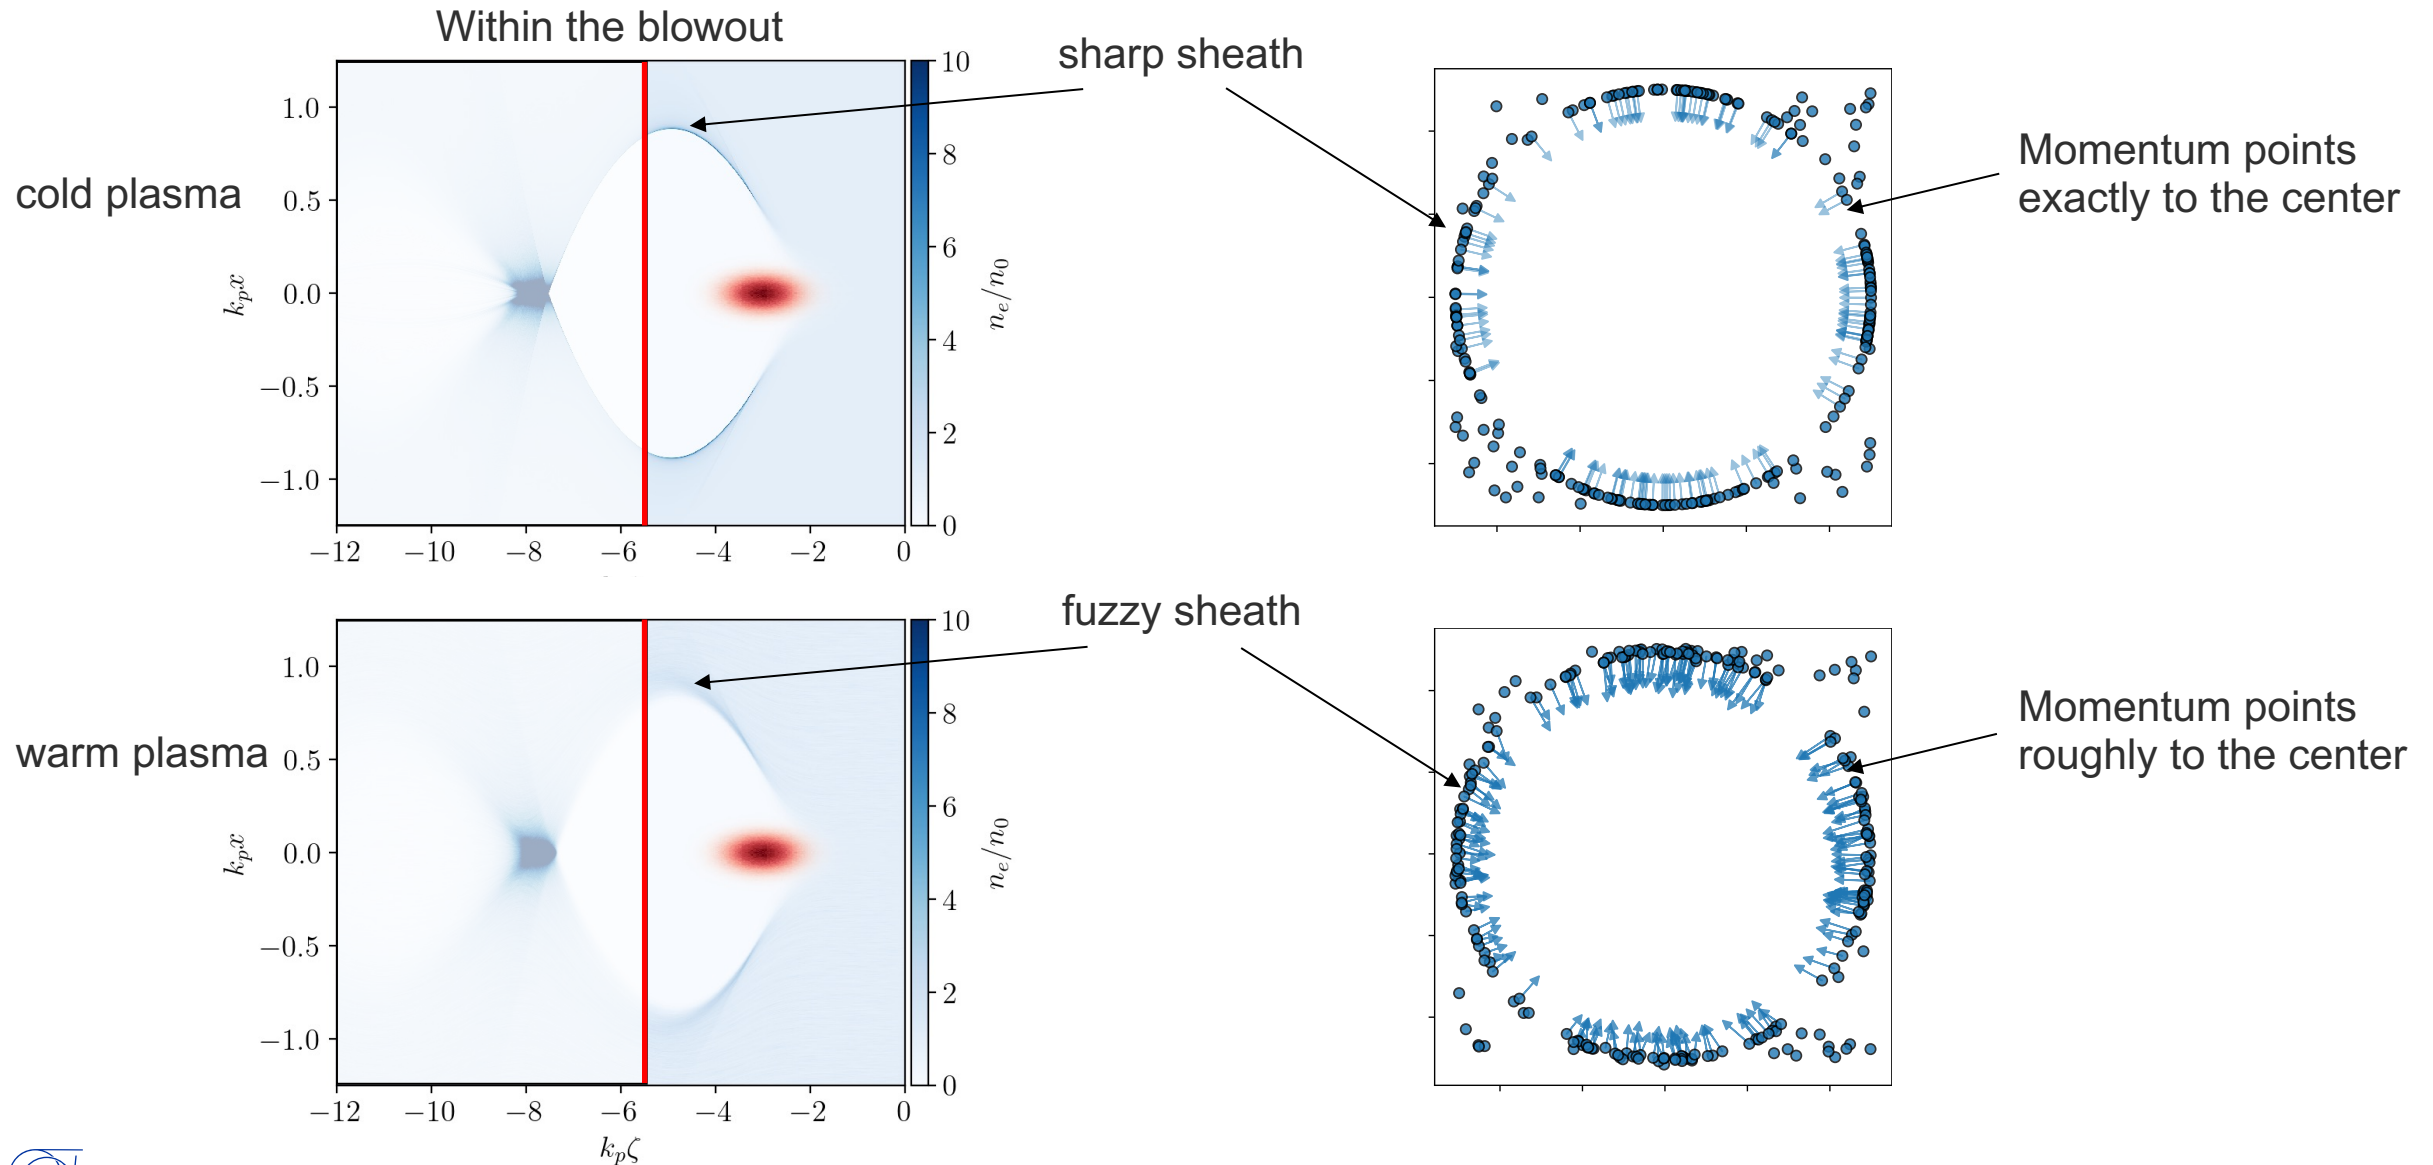 Within the blowout
sharp sheath
cold plasma
Momentum points
exactly to the center
1.0
0.5
0.0
−0.5
−1.0
k_p x
−12 −10 −8 −6 −4 −2 0
10
8
6
4
2
0
n_e/n_0
fuzzy sheath
warm plasma
Momentum points
roughly to the center
1.0
0.5
0.0
−0.5
−1.0
k_p x
−12 −10 −8 −6 −4 −2 0
k_p ζ
10
8
6
4
2
0
n_e/n_0